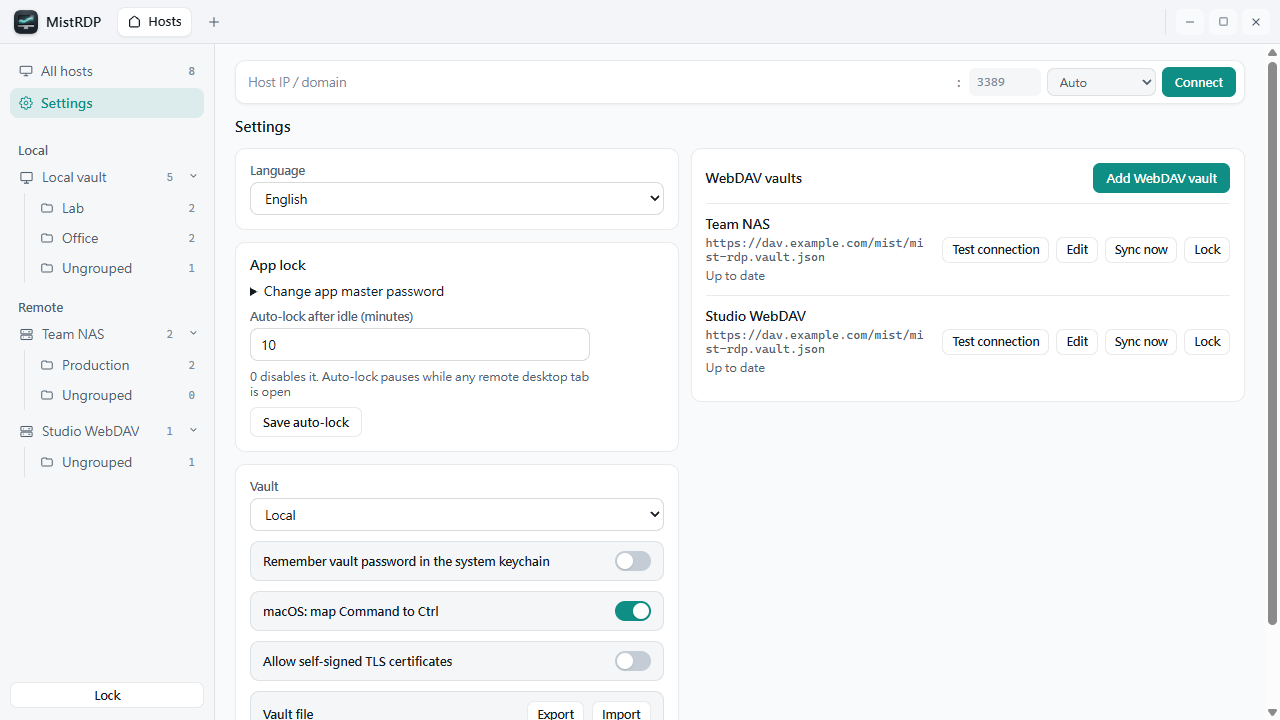 MistRDP
Hosts
All hosts 8
Settings
Local
Local vault 5
Lab 2
Office 2
Ungrouped 1
Remote
Team NAS 2
Production 2
Ungrouped 0
Studio WebDAV 1
Ungrouped 1
Lock
Host IP / domain : 3389 Auto Connect
Settings
Language
English
App lock
Change app master password
Auto-lock after idle (minutes)
10
0 disables it. Auto-lock pauses while any remote desktop tab
is open
Save auto-lock
Vault
Local
Remember vault password in the system keychain
macOS: map Command to Ctrl
Allow self-signed TLS certificates
Vault file Export Import
WebDAV vaults Add WebDAV vault
Team NAS
https://dav.example.com/mist/mi
st-rdp.vault.json
Up to date
Test connection Edit Sync now Lock
Studio WebDAV
https://dav.example.com/mist/mi
st-rdp.vault.json
Up to date
Test connection Edit Sync now Lock